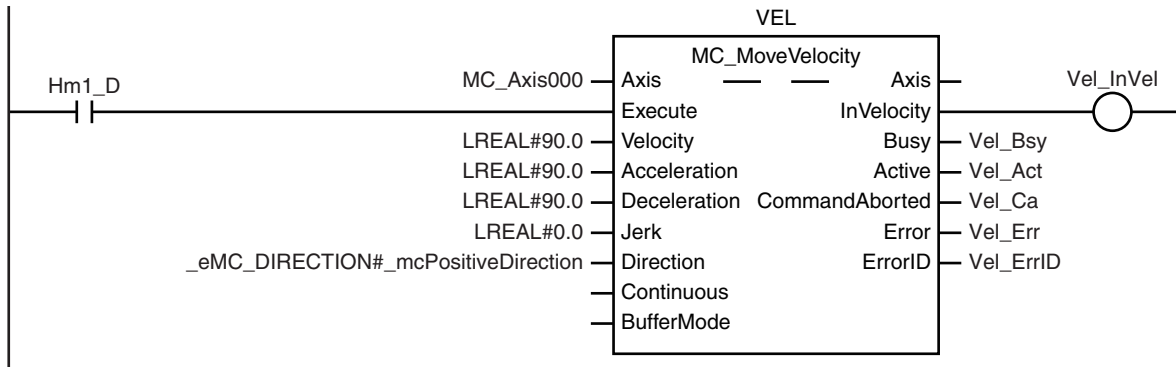 VEL
MC_MoveVelocity
MC_Axis000 Axis Axis
Hm1_D Execute InVelocity Vel_InVel
LREAL#90.0 Velocity Busy Vel_Bsy
LREAL#90.0 Acceleration Active Vel_Act
LREAL#90.0 Deceleration CommandAborted Vel_Ca
LREAL#0.0 Jerk Error Vel_Err
_eMC_DIRECTION#_mcPositiveDirection Direction ErrorID Vel_ErrID
Continuous
BufferMode